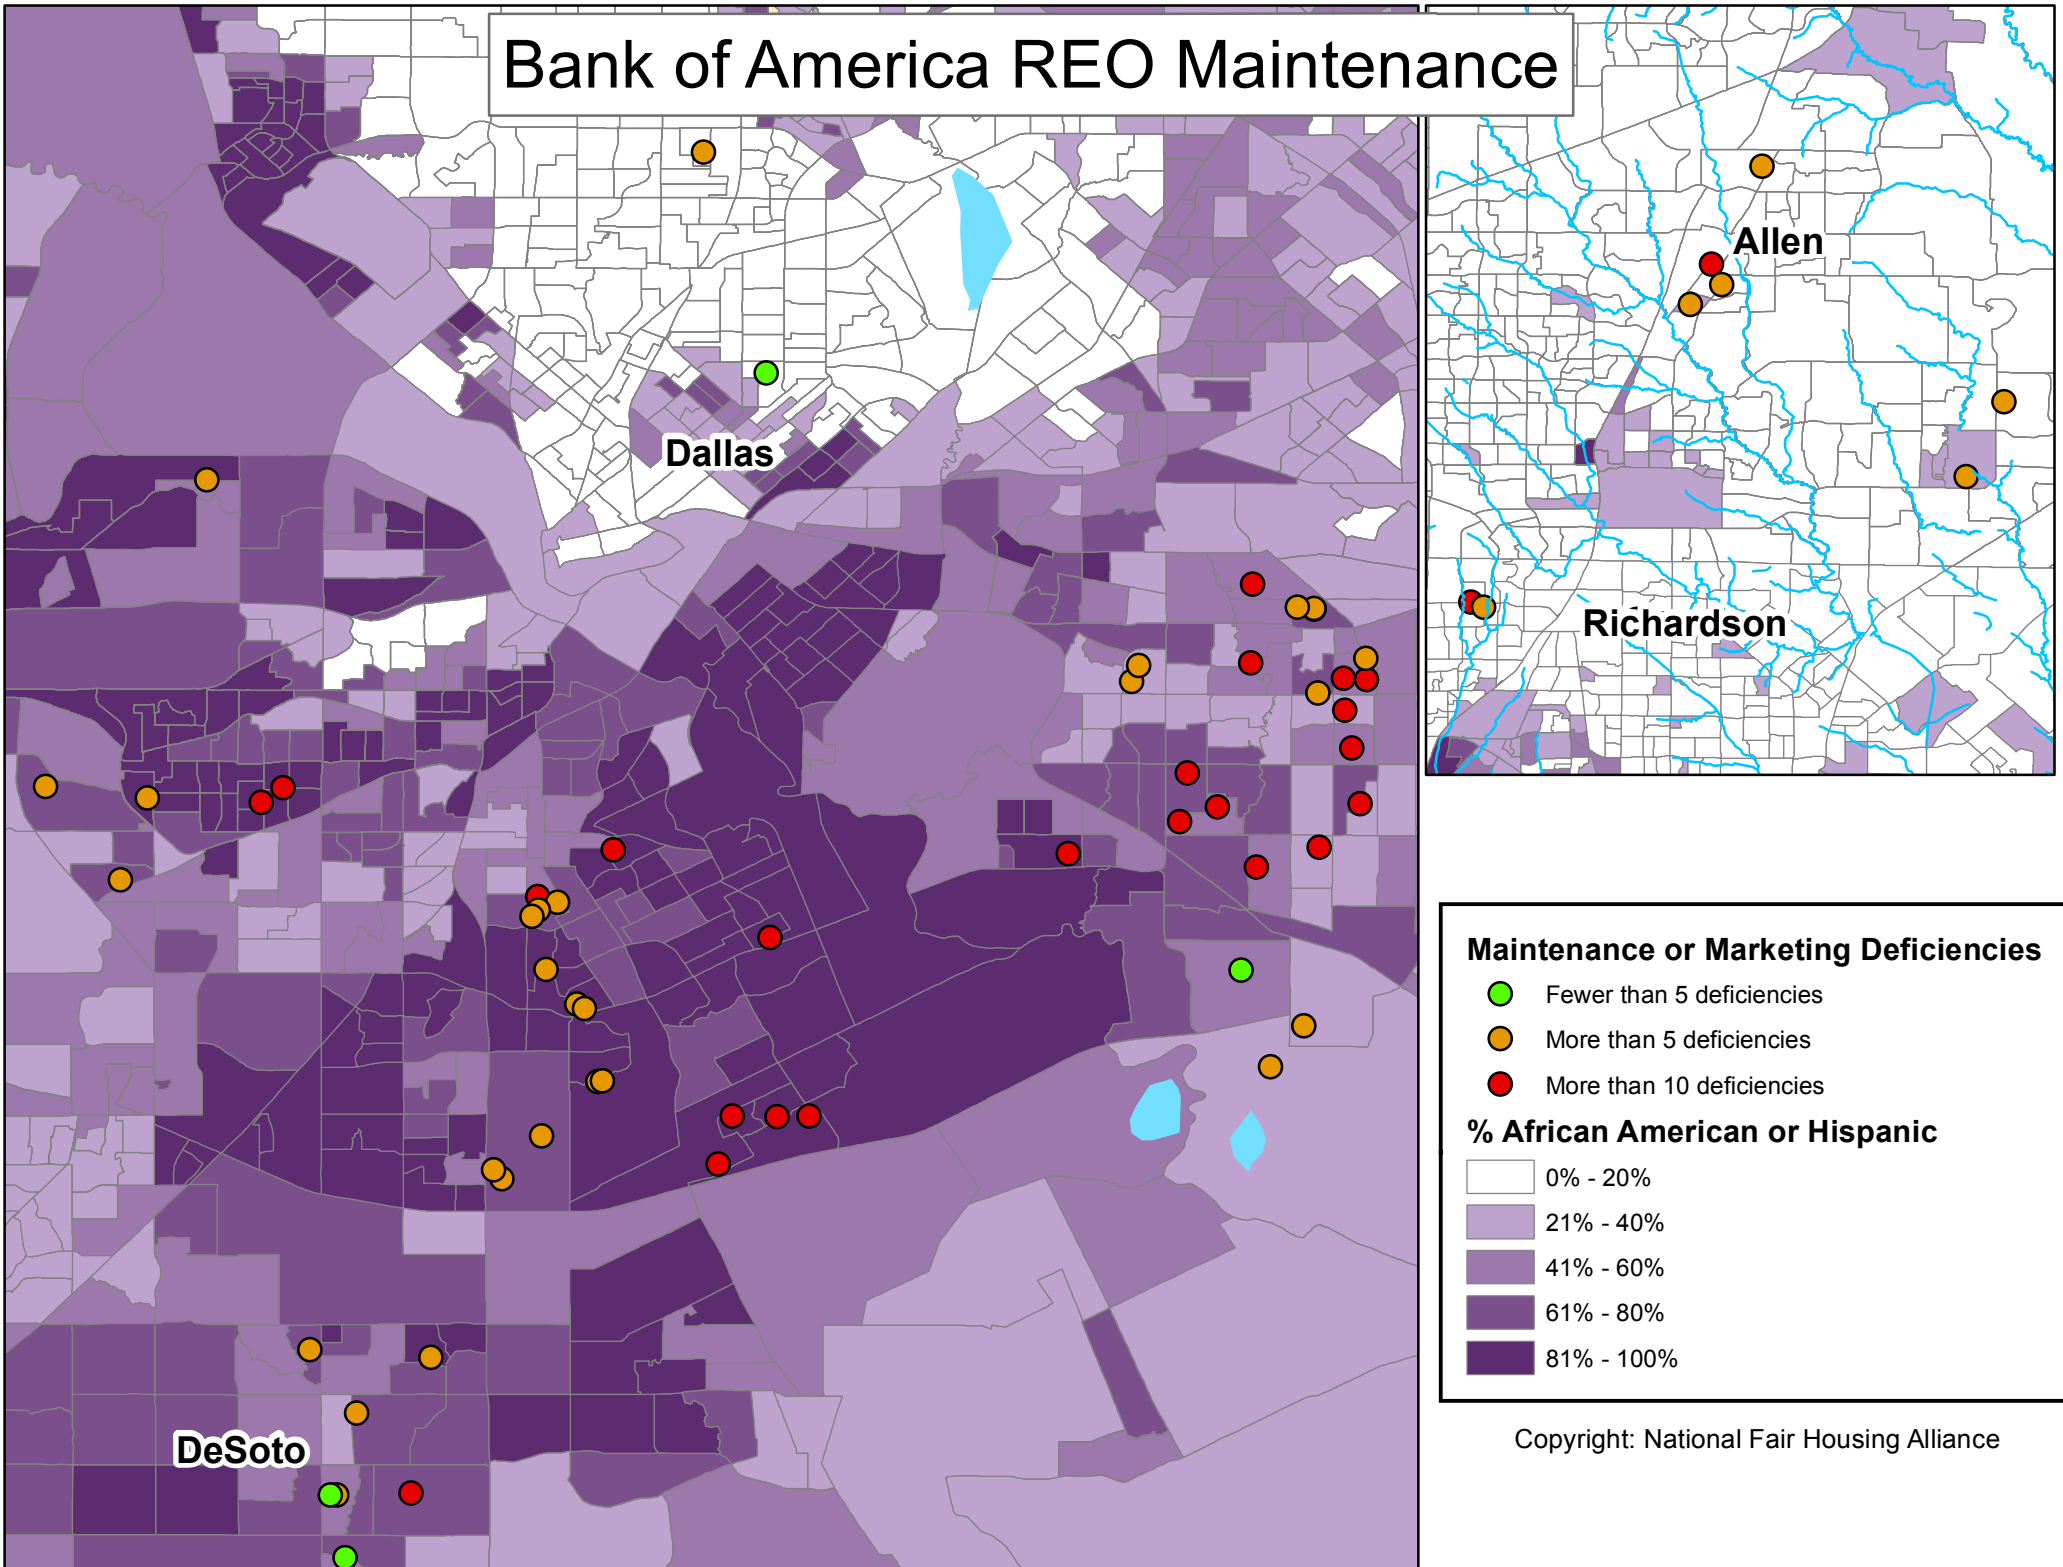 Bank of America REO Maintenance
Allen
Dallas
Richardson
DeSoto
Maintenance or Marketing Deficiencies
Fewer than 5 deficiencies
More than 5 deficiencies
More than 10 deficiencies
% African American or Hispanic
0% - 20%
21% - 40%
41% - 60%
61% - 80%
81% - 100%
Copyright: National Fair Housing Alliance